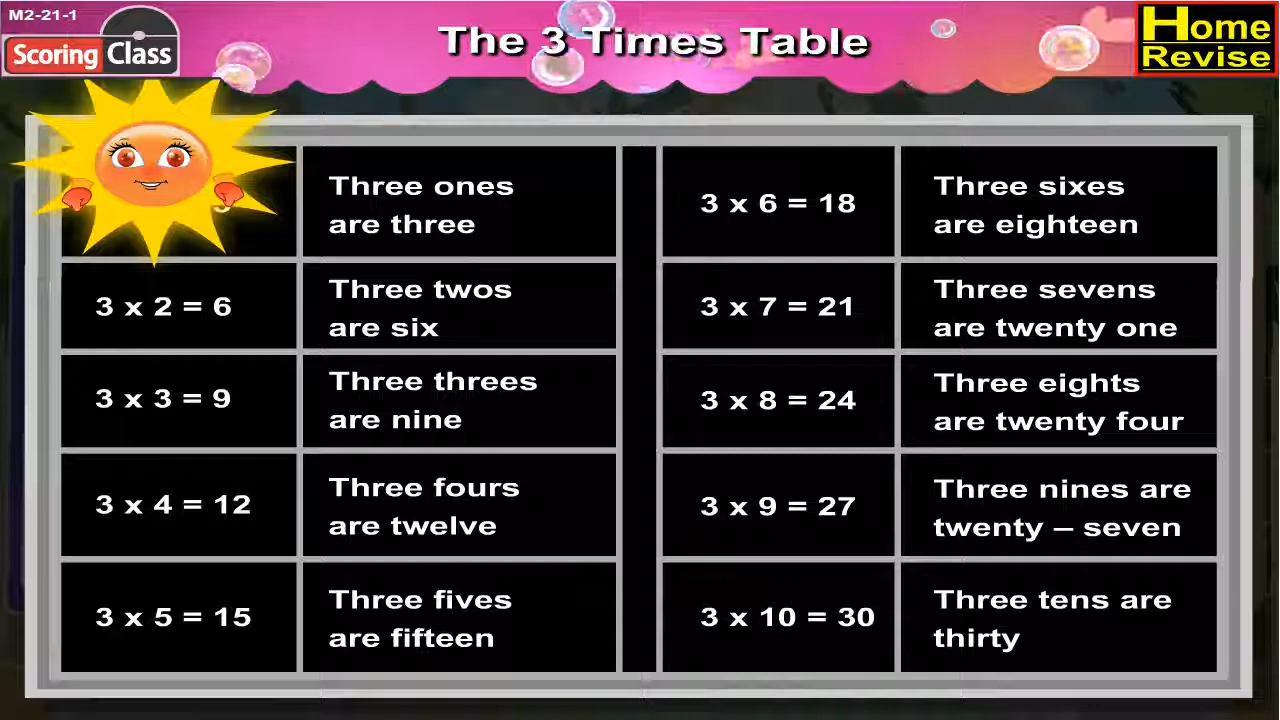 M2-21-1
Scoring Class
The 3 Times Table
Home
Revise
Three ones
are three
3 x 2 = 6
Three twos
are six
3 x 3 = 9
Three threes
are nine
3 x 4 = 12
Three fours
are twelve
3 x 5 = 15
Three fives
are fifteen
3 x 6 = 18
Three sixes
are eighteen
3 x 7 = 21
Three sevens
are twenty one
3 x 8 = 24
Three eights
are twenty four
3 x 9 = 27
Three nines are
twenty – seven
3 x 10 = 30
Three tens are
thirty